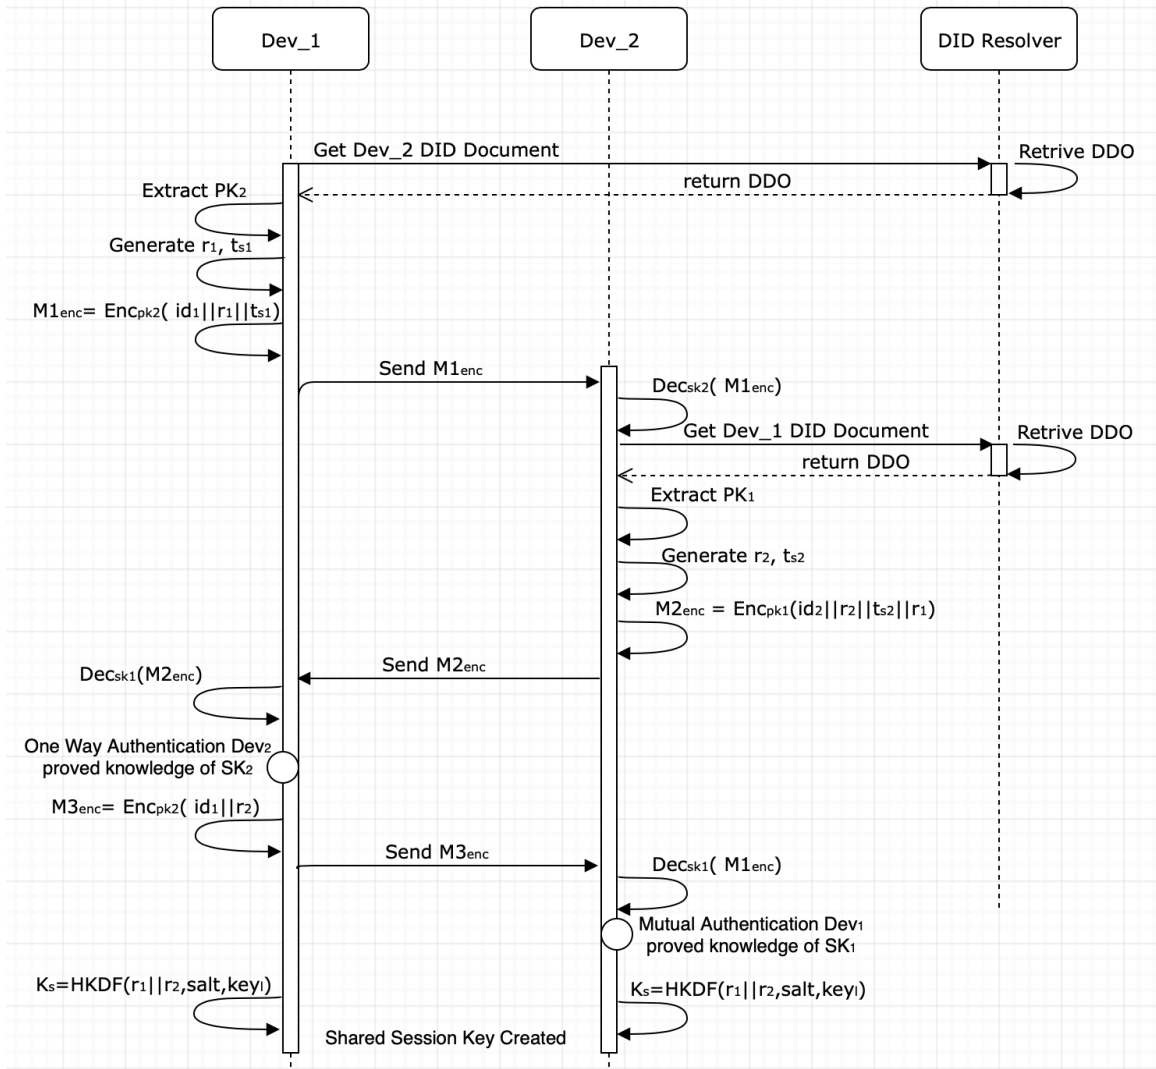 Dev_1
Dev_2
DID Resolver
Get Dev_2 DID Document
Retrive DDO
return DDO
Extract PK2
Generate r1, ts1
M1enc= Encpk2( id1||r1||ts1)
Send M1enc
Decsk2( M1enc)
Get Dev_1 DID Document
Retrive DDO
return DDO
Extract PK1
Generate r2, ts2
M2enc = Encpk1(id2||r2||ts2||r1)
Send M2enc
Decsk1(M2enc)
One Way Authentication Dev2
proved knowledge of SK2
M3enc= Encpk2( id1||r2)
Send M3enc
Decsk1( M1enc)
Mutual Authentication Dev1
proved knowledge of SK1
Ks=HKDF(r1||r2,salt,keyl)
Ks=HKDF(r1||r2,salt,keyl)
Shared Session Key Created